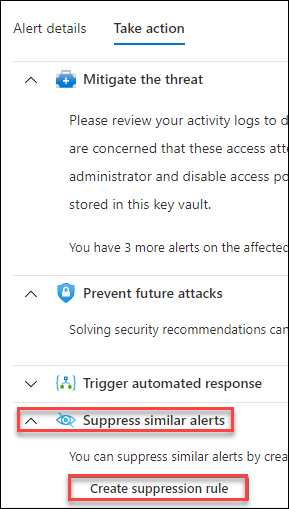 Alert details Take action
Mitigate the threat
Please review your activity logs to d
are concerned that these access atte
administrator and disable access po
stored in this key vault.
You have 3 more alerts on the affected
Prevent future attacks
Solving security recommendations can
Trigger automated response
Suppress similar alerts
You can suppress similar alerts by crea
Create suppression rule